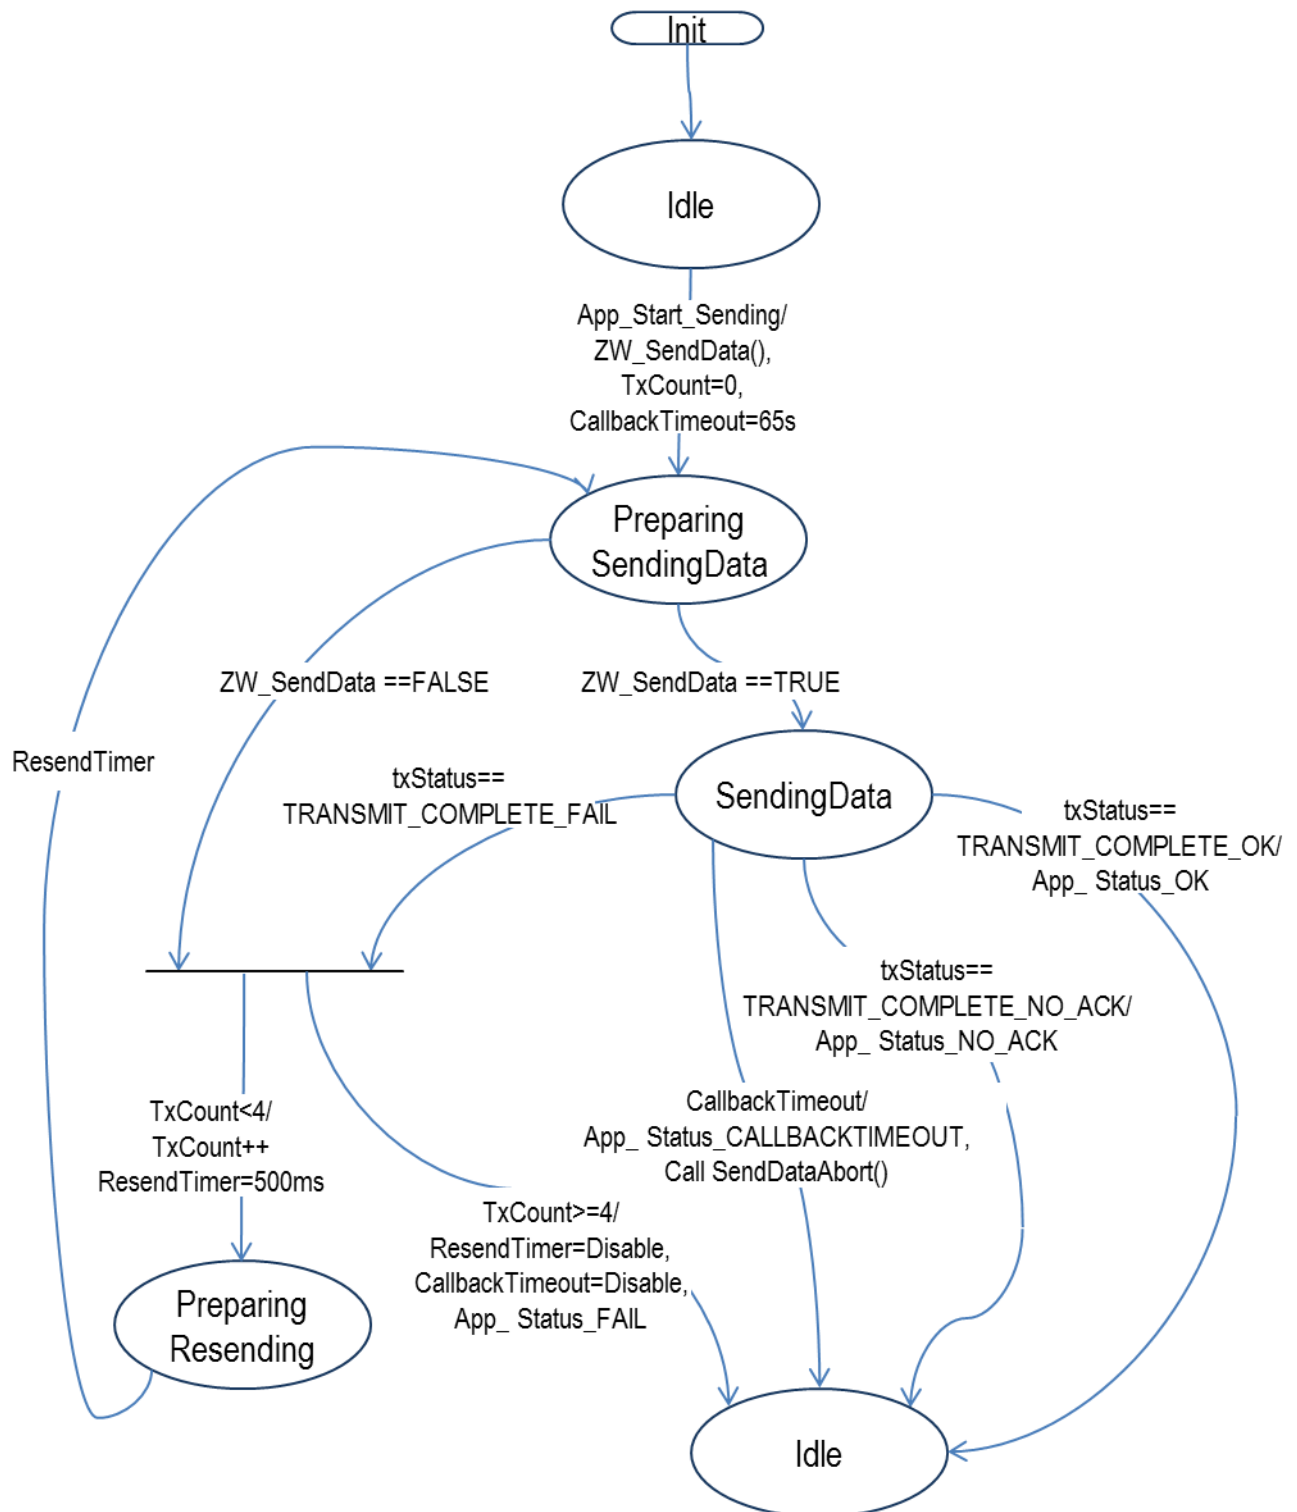 Init
Idle
App_Start_Sending/
ZW_SendData(),
TxCount=0,
CallbackTimeout=65s
Preparing
SendingData
ZW_SendData ==FALSE
ZW_SendData ==TRUE
ResendTimer
txStatus==
TRANSMIT_COMPLETE_FAIL
SendingData
txStatus==
TRANSMIT_COMPLETE_OK/
App_ Status_OK
txStatus==
TRANSMIT_COMPLETE_NO_ACK/
App_ Status_NO_ACK
CallbackTimeout/
App_ Status_CALLBACKTIMEOUT,
Call SendDataAbort()
TxCount<4/
TxCount++
ResendTimer=500ms
TxCount>=4/
ResendTimer=Disable,
CallbackTimeout=Disable,
App_ Status_FAIL
Preparing
Resending
Idle